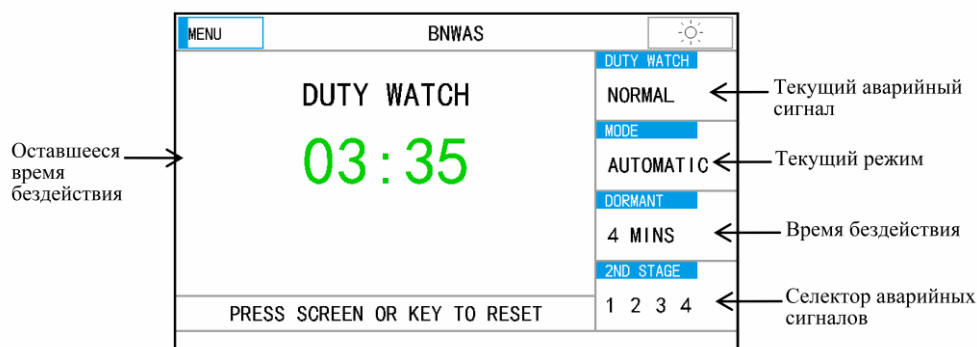 MENU
BNWAS
DUTY WATCH
03:35
PRESS SCREEN OR KEY TO RESET
DUTY WATCH
NORMAL
MODE
AUTOMATIC
DORMANT
4 MINS
2ND STAGE
1 2 3 4
Оставшееся
время
бездействия
Текущий аварийный
сигнал
Текущий режим
Время бездействия
Селектор аварийных
сигналов